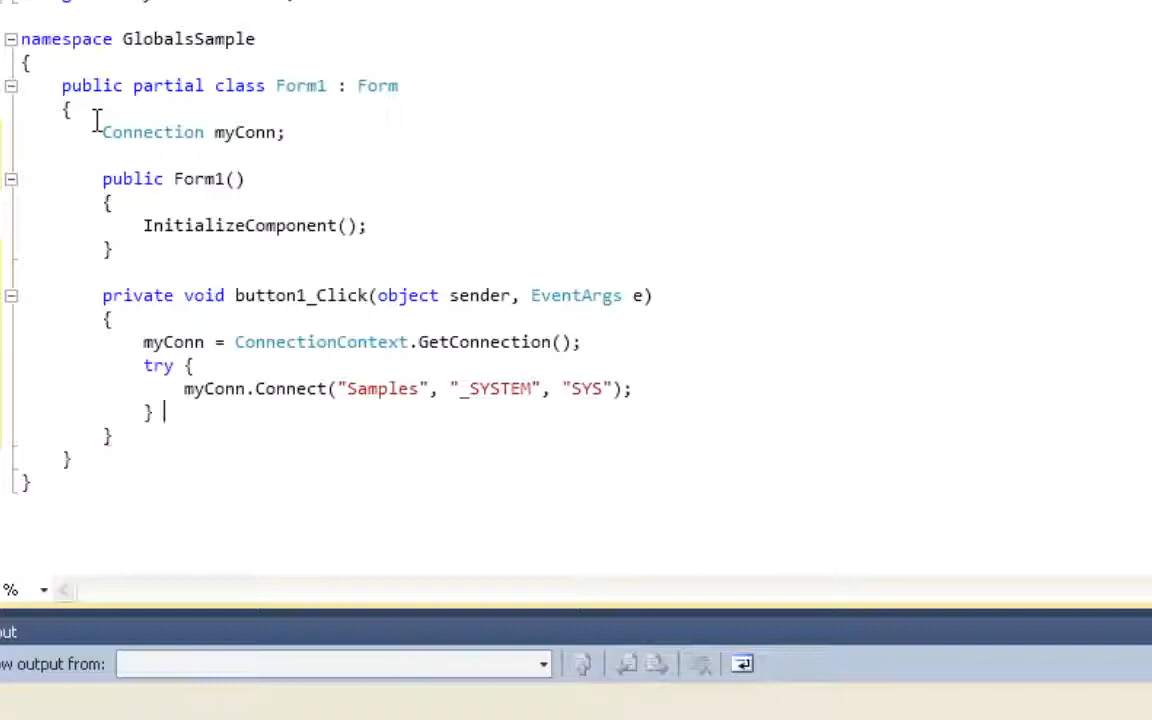 namespace GlobalsSample
{
public partial class Form1 : Form
{
Connection myConn;
public Form1()
{
InitializeComponent();
}
private void button1_Click(object sender, EventArgs e)
{
myConn = ConnectionContext.GetConnection();
try {
myConn.Connect("Samples", "_SYSTEM", "SYS");
}
}
}
}
%
out
ow output from: